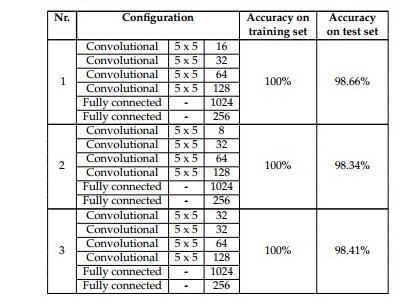 Nr. Configuration Accuracy on training set Accuracy on test set
Convolutional 5 x 5 16
Convolutional 5 x 5 32
Convolutional 5 x 5 64
1 Convolutional 5 x 5 128 100% 98.66%
Fully connected - 1024
Fully connected - 256
Convolutional 5 x 5 8
Convolutional 5 x 5 32
Convolutional 5 x 5 64
2 Convolutional 5 x 5 128 100% 98.34%
Fully connected - 1024
Fully connected - 256
Convolutional 5 x 5 32
Convolutional 5 x 5 32
Convolutional 5 x 5 64
3 Convolutional 5 x 5 128 100% 98.41%
Fully connected - 1024
Fully connected - 256